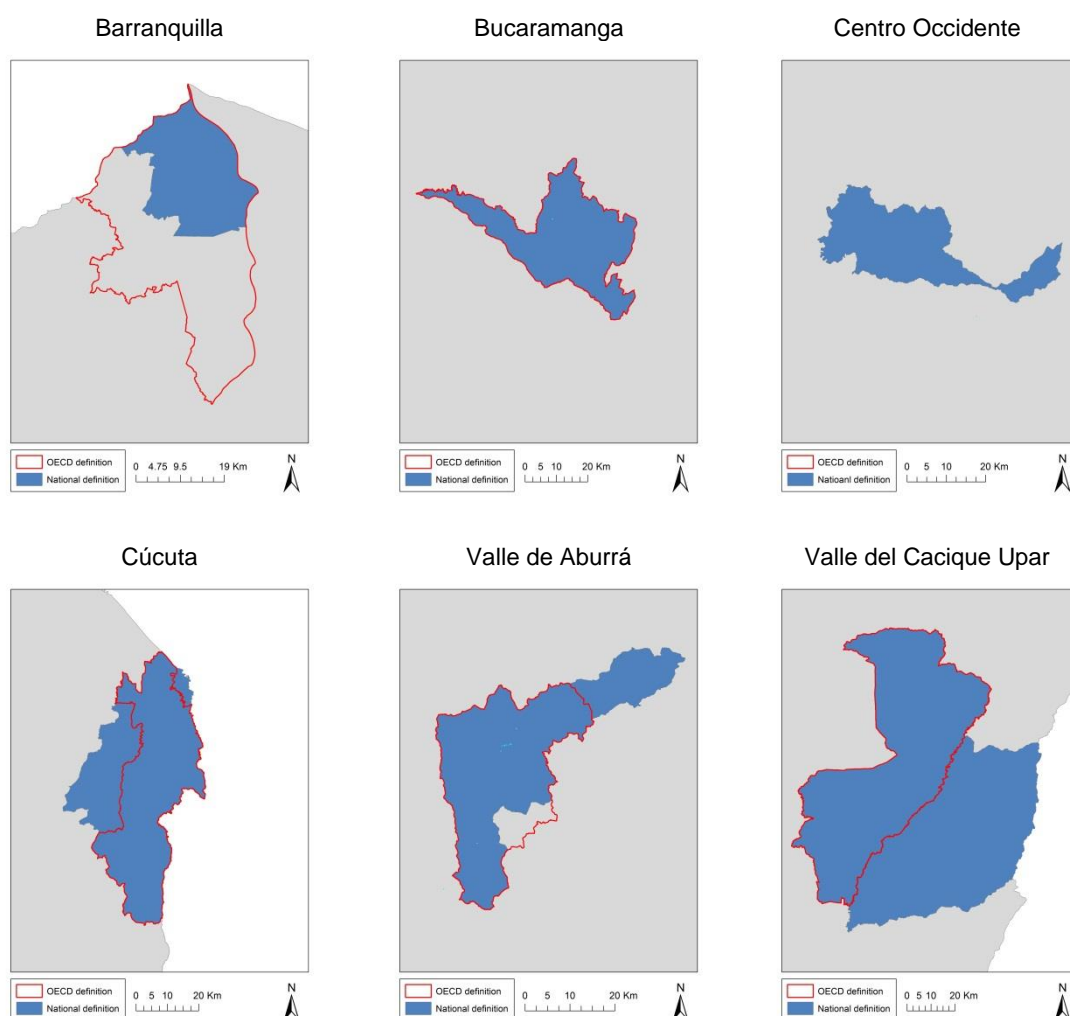 Barranquilla
Bucaramanga
Centro Occidente
N
OECD definition
National definition
0 4.75 9.5 19 Km
N
OECD definition
National definition
0 5 10 20 Km
N
OECD definition
Natioanl definition
0 5 10 20 Km
Cúcuta
Valle de Aburrá
Valle del Cacique Upar
N
OECD definition
National definition
0 5 10 20 Km
N
OECD definition
National definition
0 5 10 20 Km
N
OECD definition
National definition
0 5 10 20 Km